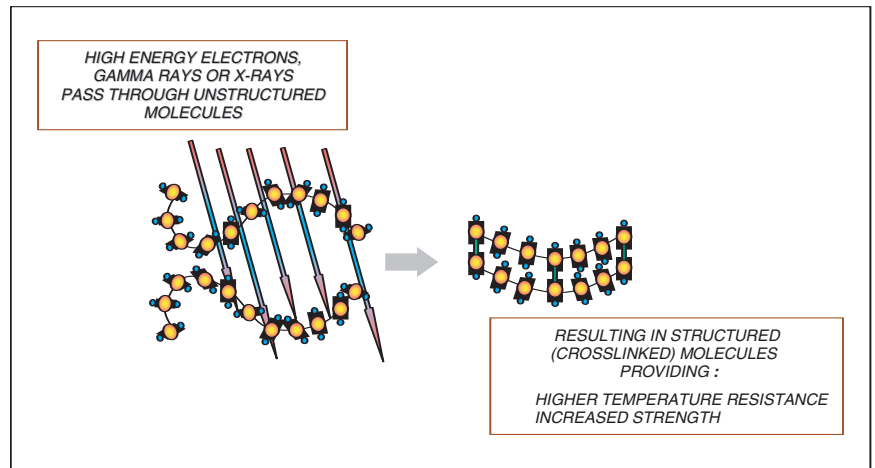 HIGH ENERGY ELECTRONS,
GAMMA RAYS OR X-RAYS
PASS THROUGH UNSTRUCTURED
MOLECULES
RESULTING IN STRUCTURED
(CROSSLINKED) MOLECULES
PROVIDING :
HIGHER TEMPERATURE RESISTANCE
INCREASED STRENGTH